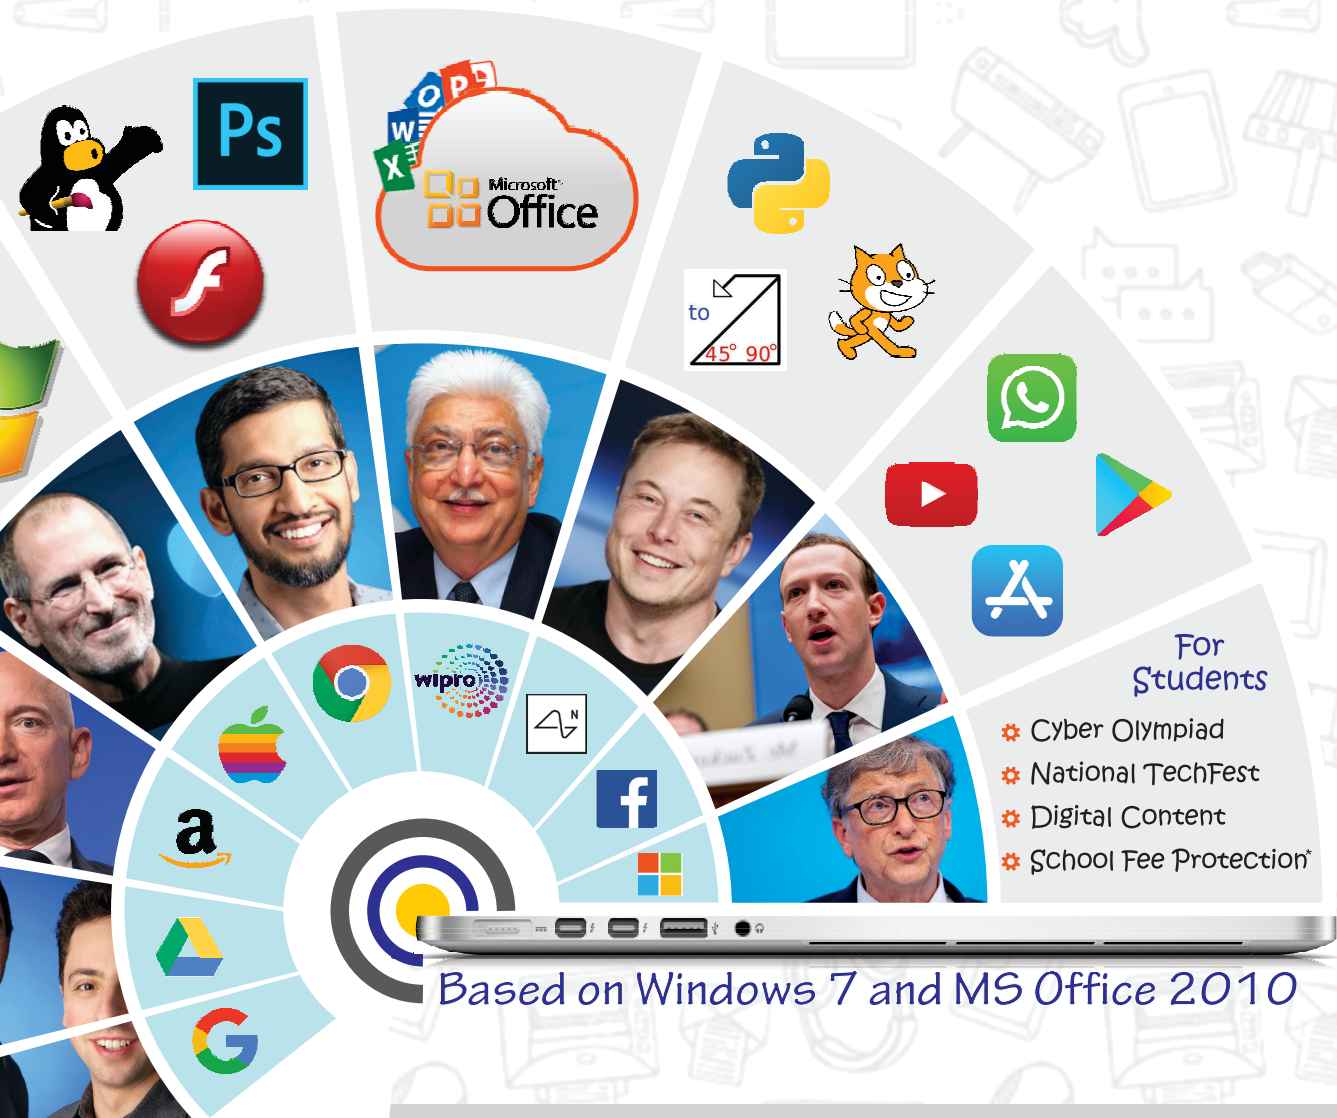 Ps
O
P
W
X
Microsoft
Office
to
45° 90°
For
Students
Cyber Olympiad
National TechFest
Digital Content
School Fee Protection*
wipro
N
f
a
G
Based on Windows 7 and MS Office 2010